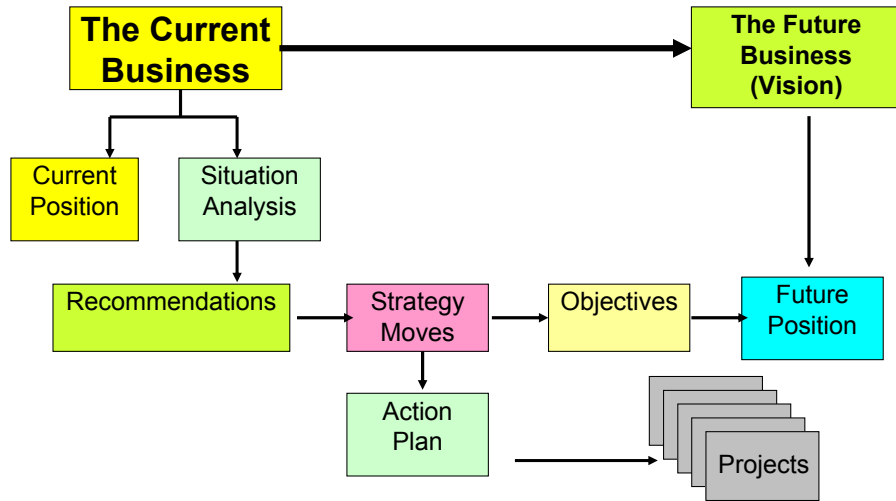 The Current
Business
The Future
Business
(Vision)
Current
Position
Situation
Analysis
Recommendations
Strategy
Moves
Objectives
Future
Position
Action
Plan
Projects